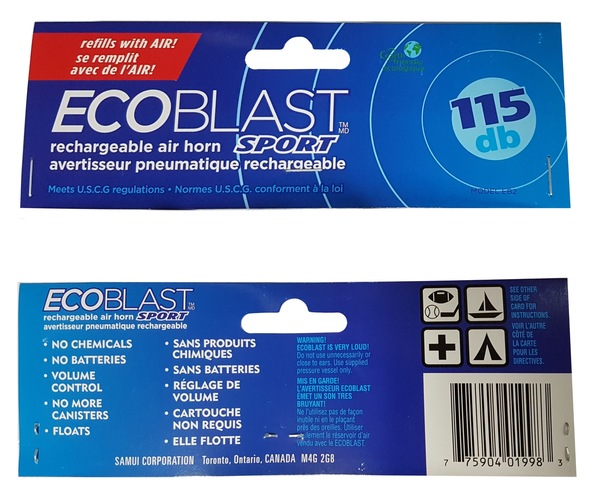 refills with AIR!
se remplit
avec de l'AIR!
ECOBLAST TM MD
rechargeable air horn SPORT
avertisseur pneumatique rechargeable
Meets U.S.C.G regulations • Normes U.S.C.G. conforment à la loi
115
db
MODEL EB2
ECOBLAST TM MD
rechargeable air horn SPORT
avertisseur pneumatique rechargeable
• NO CHEMICALS
• NO BATTERIES
• VOLUME
CONTROL
• NO MORE
CANISTERS
• FLOATS
• SANS PRODUITS
CHIMIQUES
• SANS BATTERIES
• RÉGLAGE DE
VOLUME
• CARTOUCHE
NON REQUIS
• ELLE FLOTTE
WARNING!
ECOBLAST IS VERY LOUD!
Do not use unnecessarily or
close to ears. Use supplied
pressure vessel only.
MIS EN GARDE!
L'AVERTISSEUR ECOBLAST
ÉMET UN SON TRES
BRUYANT!
Ne l'utilisez pas de façon
inutile ni en le plaçant
près des oreilles. Utiliser
seulement le réservoir d'air
vendu avec le ECOBLAST.
SEE OTHER
SIDE OF
CARD FOR
INSTRUCTIONS.
VOIR L'AUTRE
CÔTÉ DE
LA CARTE
POUR LES
DIRECTIVES.
7 75904 01998 3
SAMUI CORPORATION Toronto, Ontario, CANADA M4G 2G8